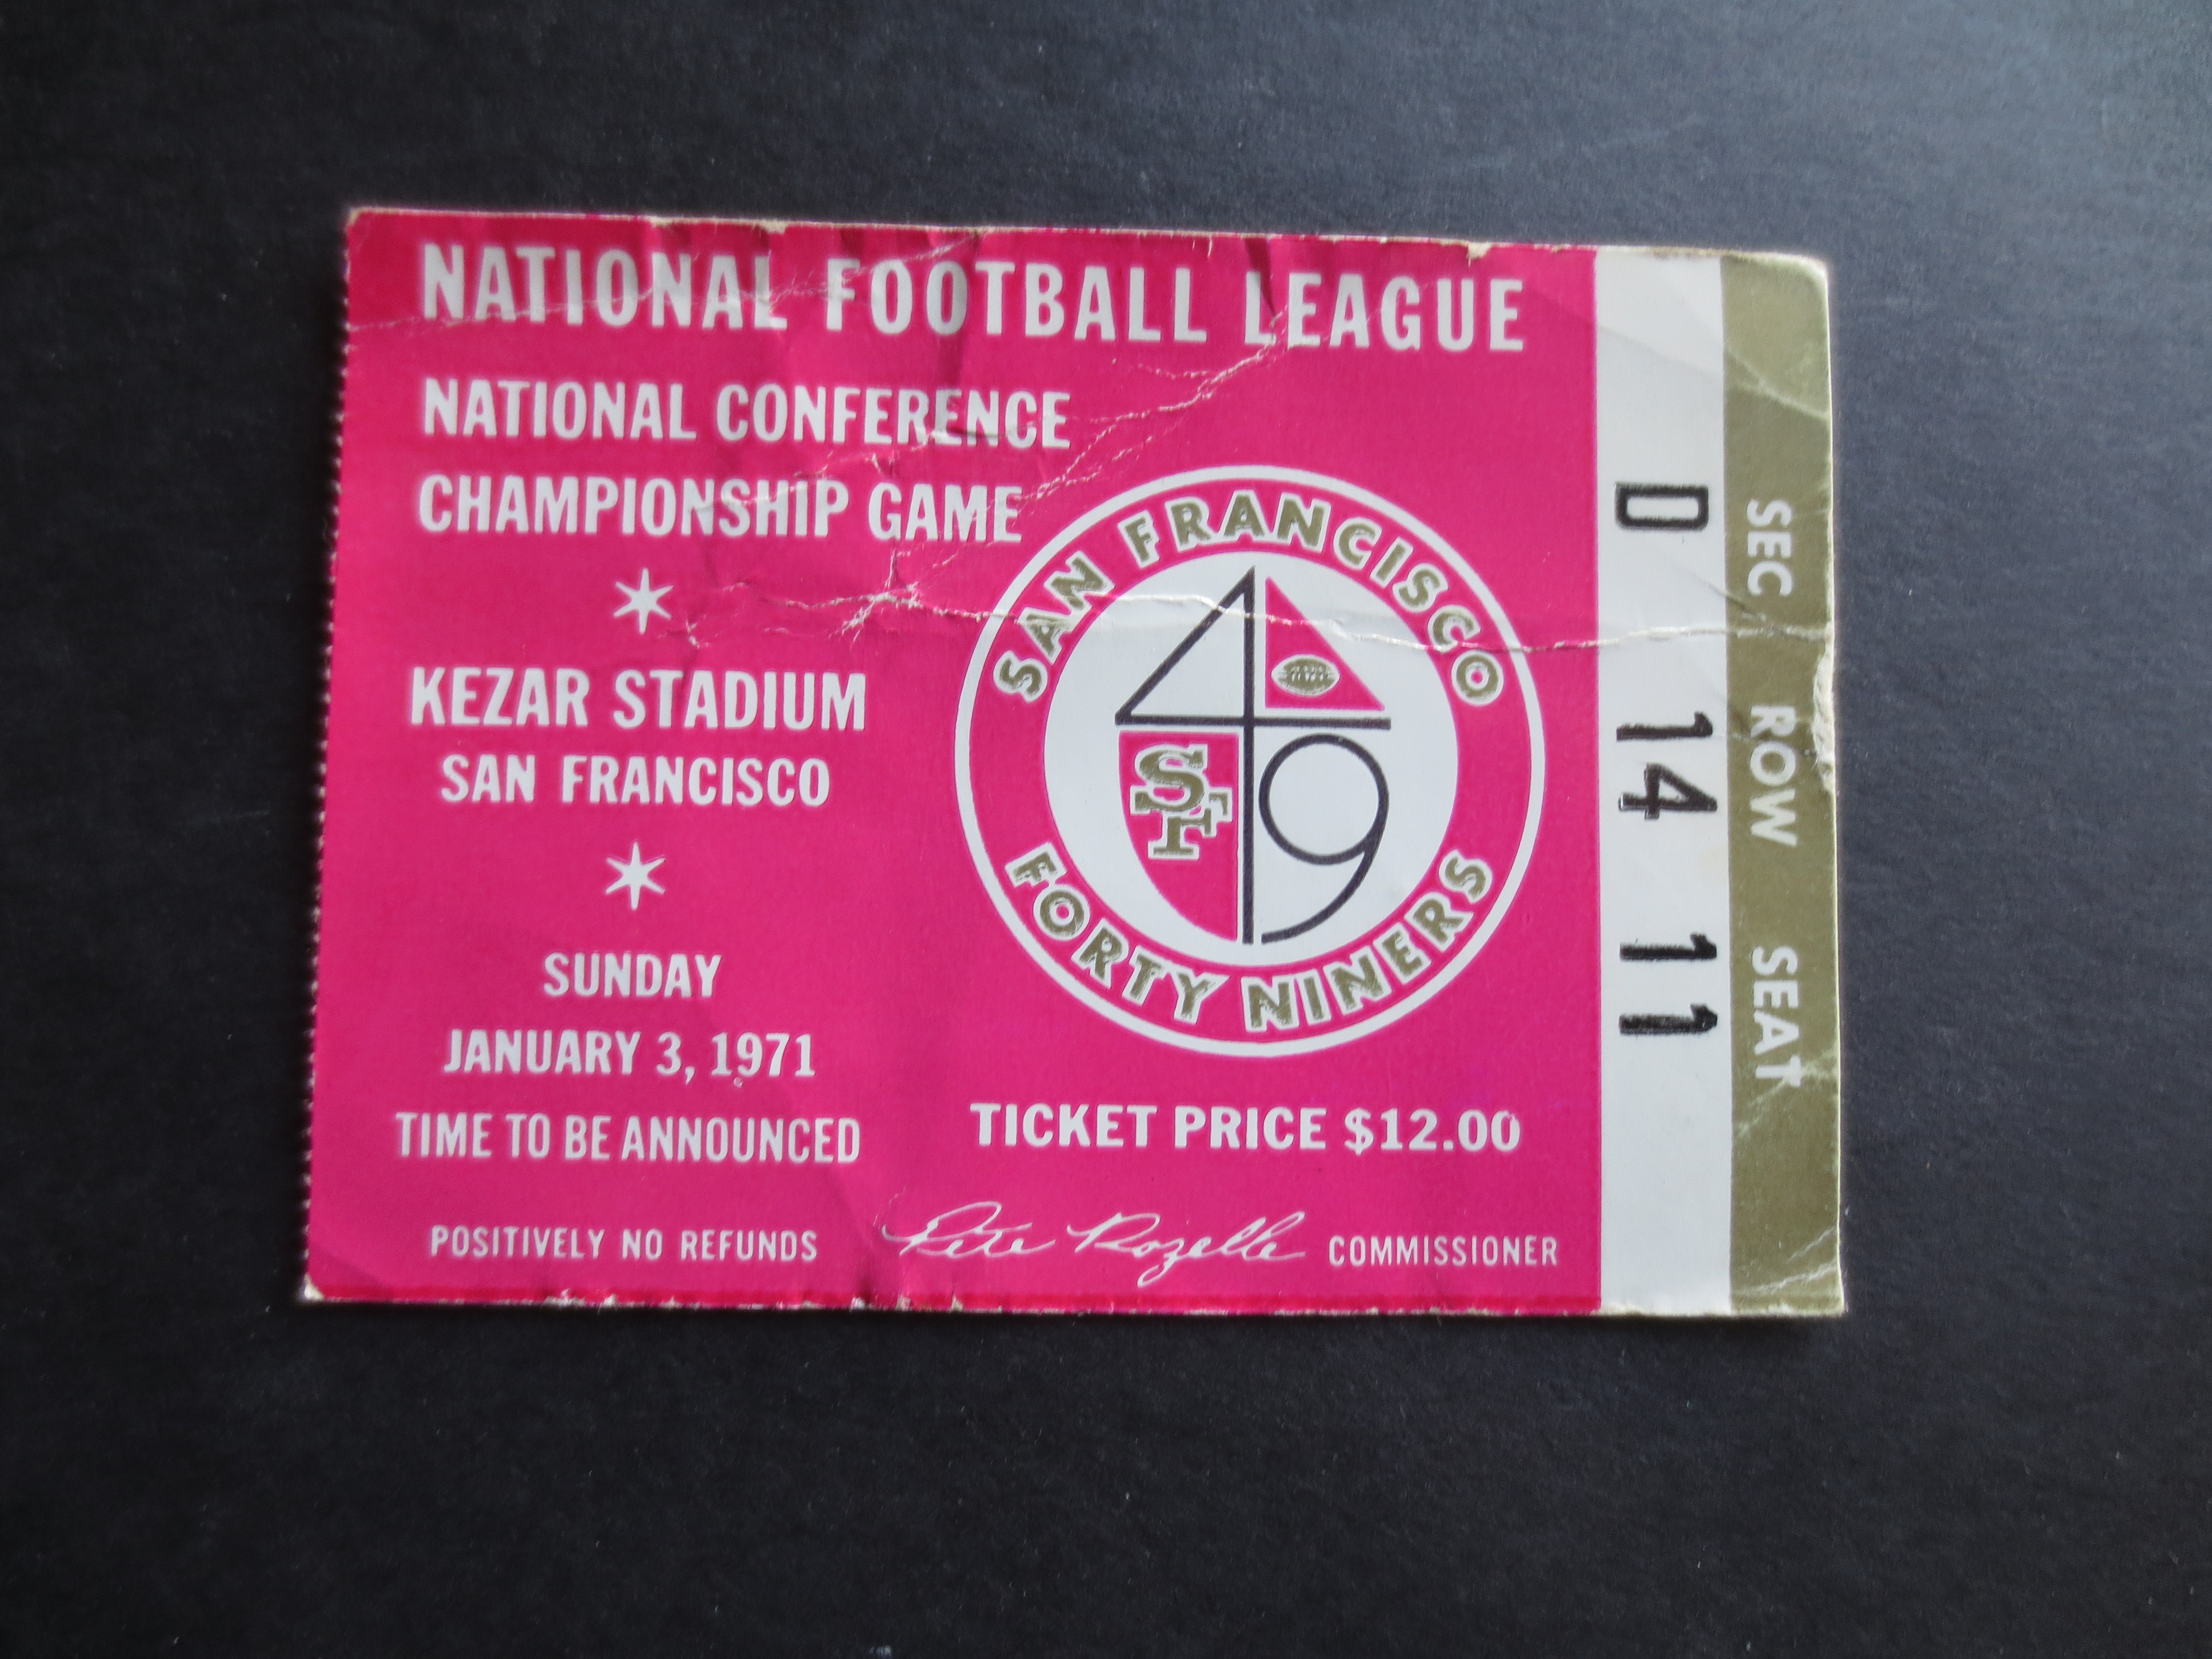 NATIONAL FOOTBALL LEAGUE
NATIONAL CONFERENCE
CHAMPIONSHIP GAME
KEZAR STADIUM
SAN FRANCISCO
SUNDAY
JANUARY 3, 1971
TIME TO BE ANNOUNCED
POSITIVELY NO REFUNDS
SAN FRANCISCO
49
SF
FORTY NINERS
TICKET PRICE $12.00
Pete Rozelle COMMISSIONER
D 14 11
SEC ROW SEAT